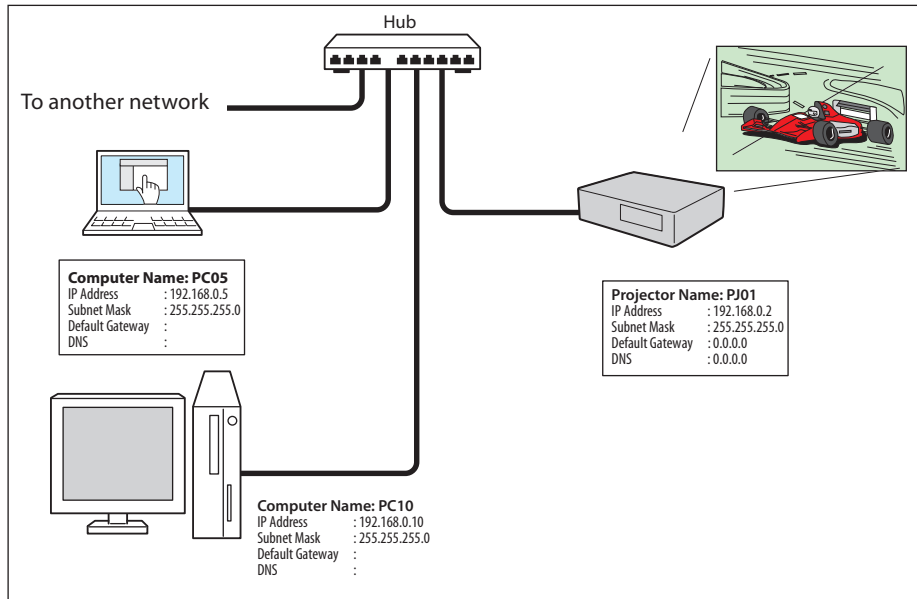 Hub
To another network
Computer Name: PC05
IP Address : 192.168.0.5
Subnet Mask : 255.255.255.0
Default Gateway :
DNS :
Projector Name: PJ01
IP Address : 192.168.0.2
Subnet Mask : 255.255.255.0
Default Gateway : 0.0.0.0
DNS : 0.0.0.0
Computer Name: PC10
IP Address : 192.168.0.10
Subnet Mask : 255.255.255.0
Default Gateway :
DNS :